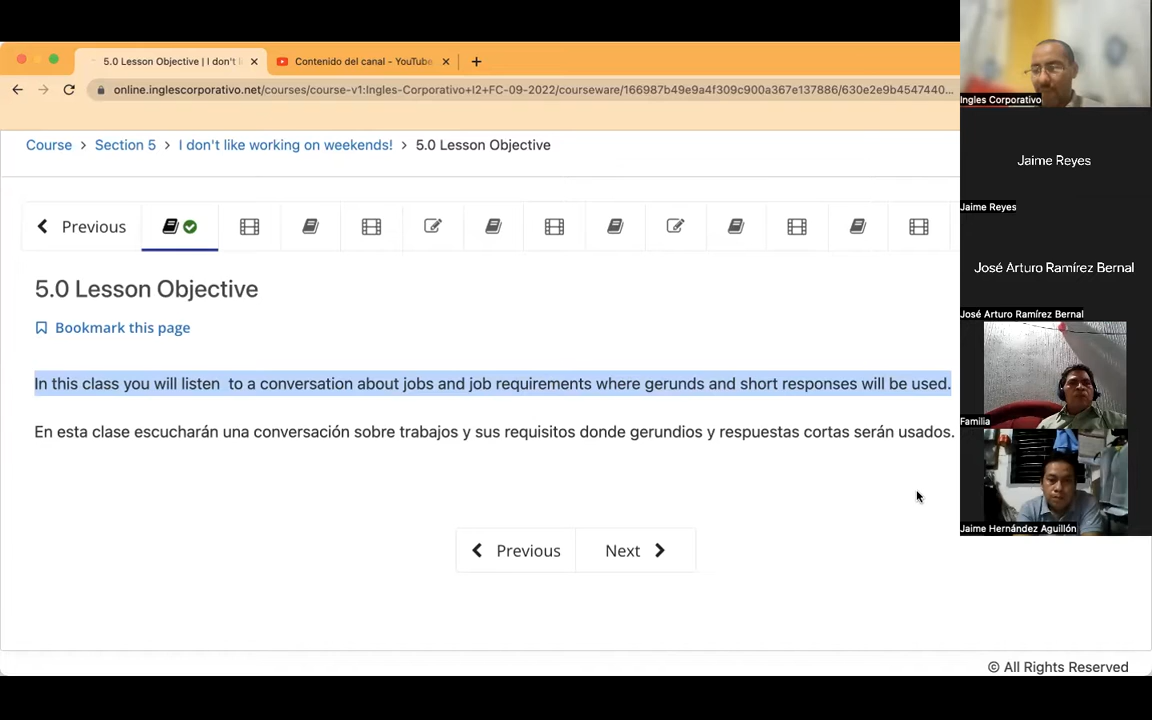 5.0 Lesson Objective | I don't l
Contenido del canal - YouTube
online.inglescorporativo.net/courses/course-v1:Ingles-Corporativo+I2+FC-09-2022/courseware/166987b49e9a4f309c900a367e137886/630e2e9b4547440...
Course > Section 5 > I don't like working on weekends! > 5.0 Lesson Objective
Previous
5.0 Lesson Objective
Bookmark this page
In this class you will listen to a conversation about jobs and job requirements where gerunds and short responses will be used.
En esta clase escucharán una conversación sobre trabajos y sus requisitos donde gerundios y respuestas cortas serán usados.
Previous
Next
© All Rights Reserved
Ingles Corporativo
Jaime Reyes
Jaime Reyes
José Arturo Ramírez Bernal
José Arturo Ramírez Bernal
Familia
Jaime Hernández Aguillón